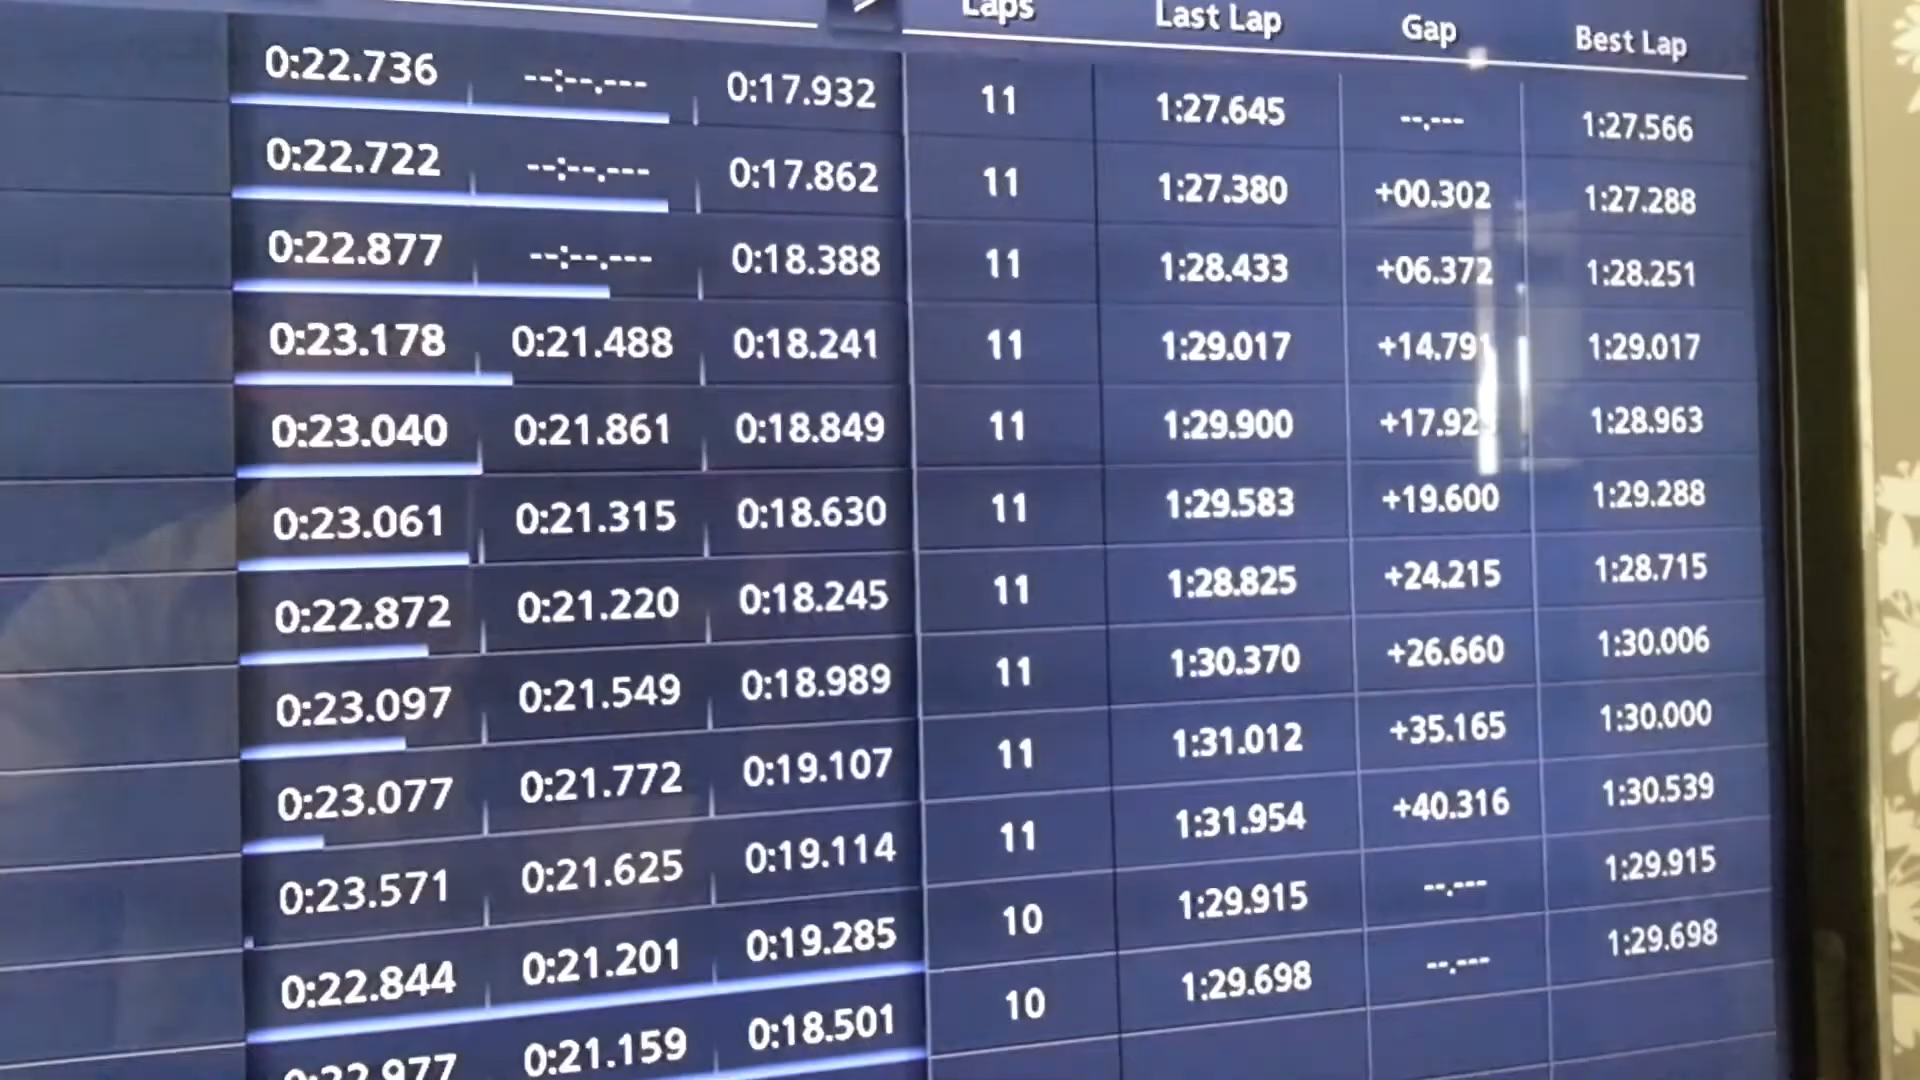 Laps Last Lap Gap Best Lap
0:22.736 --:--.--- 0:17.932 11 1:27.645 --.--- 1:27.566
0:22.722 --:--.--- 0:17.862 11 1:27.380 +00.302 1:27.288
0:22.877 --:--.--- 0:18.388 11 1:28.433 +06.372 1:28.251
0:23.178 0:21.488 0:18.241 11 1:29.017 +14.791 1:29.017
0:23.040 0:21.861 0:18.849 11 1:29.900 1:28.963
0:23.061 0:21.315 0:18.630 11 1:29.583 +19.600 1:29.288
0:22.872 0:21.220 0:18.245 11 1:28.825 +24.215 1:28.715
0:23.097 0:21.549 0:18.989 11 1:30.370 +26.660 1:30.006
0:23.077 0:21.772 0:19.107 11 1:31.012 +35.165 1:30.000
0:23.571 0:21.625 0:19.114 11 1:31.954 +40.316 1:30.539
0:22.844 0:21.201 0:19.285 10 1:29.915 --.--- 1:29.915
0:22.977 0:21.159 0:18.501 10 1:29.698 --.--- 1:29.698